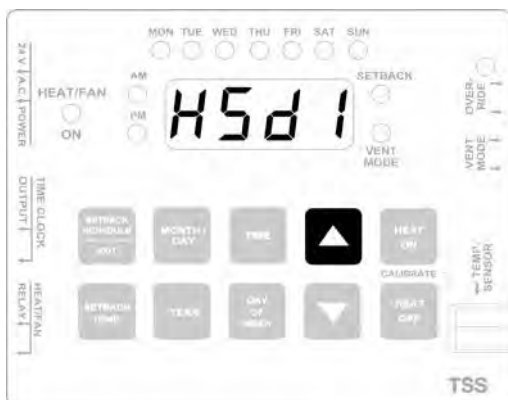 MON TUE WED THU FRI SAT SUN
24V A.C. POWER
HEAT/FAN
ON
AM
PM
HSd1
SETBACK
VENT
MODE
OVER-
RIDE
VENT
MODE
TIME CLOCK
OUTPUT
SETBACK
SCHEDULE
MONTH/
DAY
TIME
HEAT
ON
CALIBRATE
TEMP.
SENSOR
HEAT/FAN
RELAY
SETBACK
TEMP
YEAR
DAY
OF
WEEK
HEAT
OFF
TSS